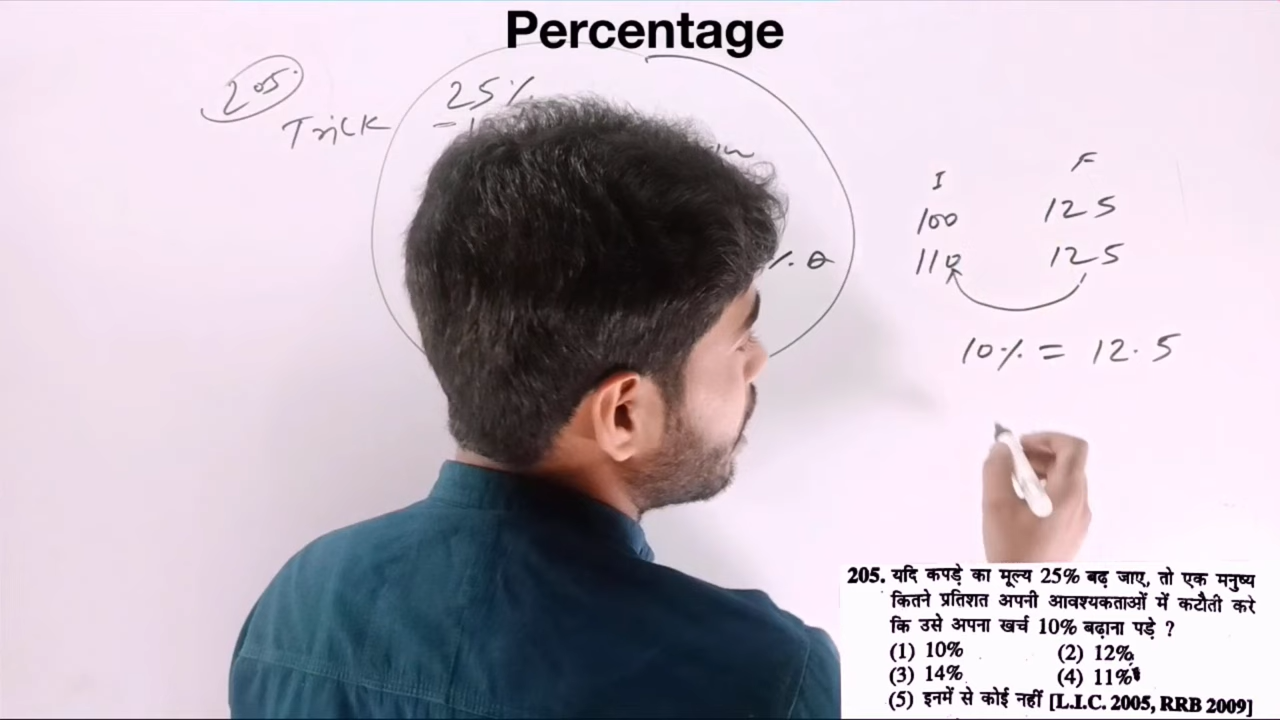 Percentage
205.
Trick
25%
I F
100 125
110 125
% θ
10% = 12.5
205. यदि कपड़े का मूल्य 25% बढ़ जाए, तो एक मनुष्य
कितने प्रतिशत अपनी आवश्यकताओं में कटौती करे
कि उसे अपना खर्च 10% बढ़ाना पड़े ?
(1) 10% (2) 12%
(3) 14% (4) 11%
(5) इनमें से कोई नहीं [L.I.C. 2005, RRB 2009]